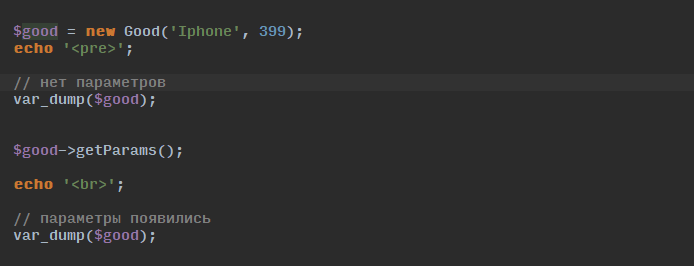 $good = new Good('Iphone', 399);
echo '<pre>';
// нет параметров
var_dump($good);
$good->getParams();
echo '<br>';
// параметры появились
var_dump($good);